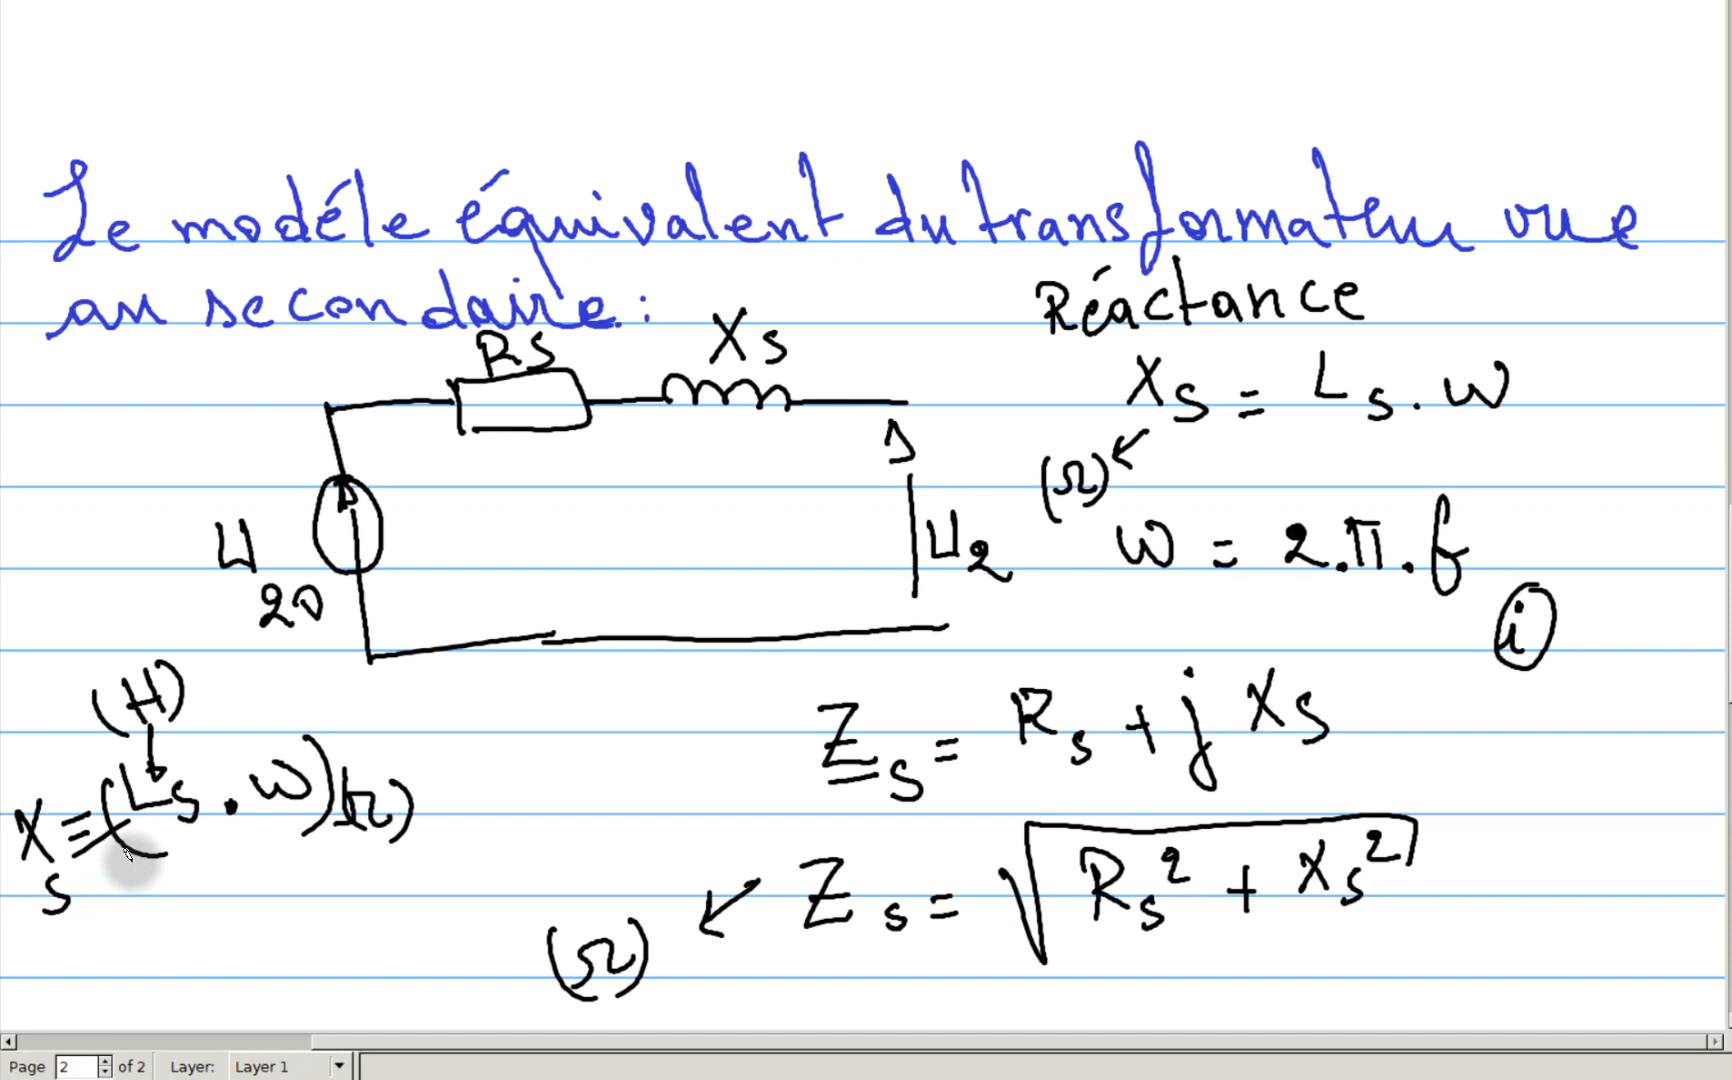 Le modéle équivalent du transformateur vue
au secondaire :
Réactance
Rs
Xs
Xs = Ls . w
(Ω)
U20
U2
w = 2.π.f
i
(H)
Zs = Rs + j Xs
Xs = (Ls . w)(Ω)
Zs = √Rs² + Xs²
(Ω)
Page 2 of 2 Layer: Layer 1